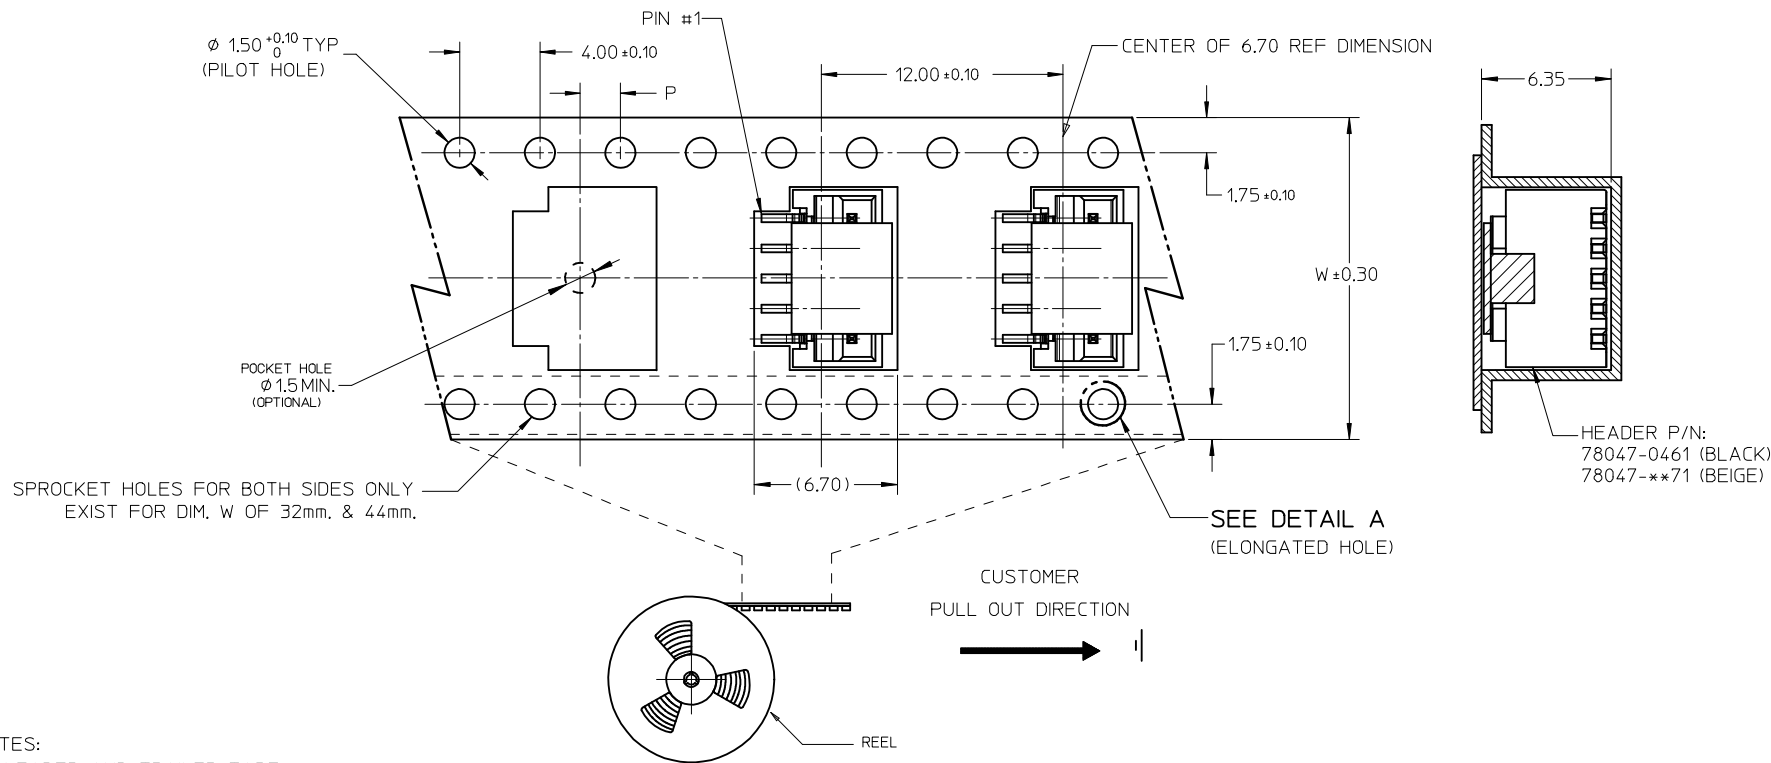 PIN #1
Ø 1.50 +0.10 0 TYP
(PILOT HOLE)
4.00 ±0.10
P
12.00 ±0.10
CENTER OF 6.70 REF DIMENSION
6.35
1.75 ±0.10
W ±0.30
1.75 ±0.10
POCKET HOLE
Ø 1.5 MIN.
(OPTIONAL)
HEADER P/N:
78047-0461 (BLACK)
78047-**71 (BEIGE)
(6.70)
SPROCKET HOLES FOR BOTH SIDES ONLY
EXIST FOR DIM. W OF 32mm. & 44mm.
SEE DETAIL A
(ELONGATED HOLE)
CUSTOMER
PULL OUT DIRECTION
REEL
TES: